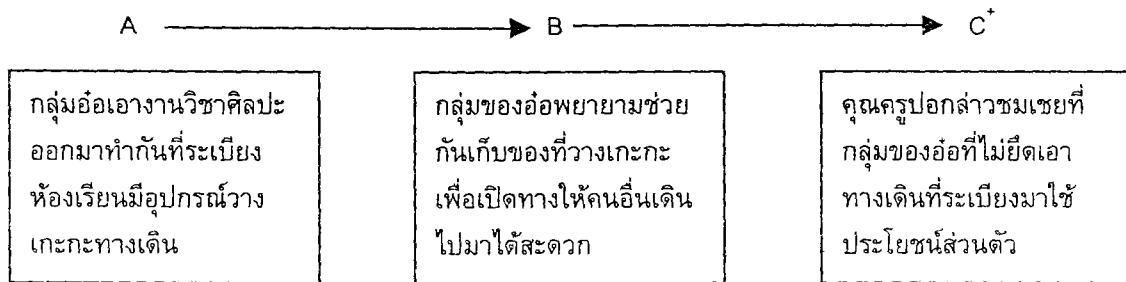 A B C+
กลุ่มอ๋อเอางานวิชาศิลปะ
ออกมาทำกันที่ระเบียง
ห้องเรียนมีอุปกรณ์วาง
เกะกะทางเดิน
กลุ่มของอ๋อพยายามช่วย
กันเก็บของที่วางเกะกะ
เพื่อเปิดทางให้คนอื่นเดิน
ไปมาได้สะดวก
คุณครูปอกล่าวชมเชยที่
กลุ่มของอ๋อที่ไม่ยึดเอา
ทางเดินที่ระเบียงมาใช้
ประโยชน์ส่วนตัว